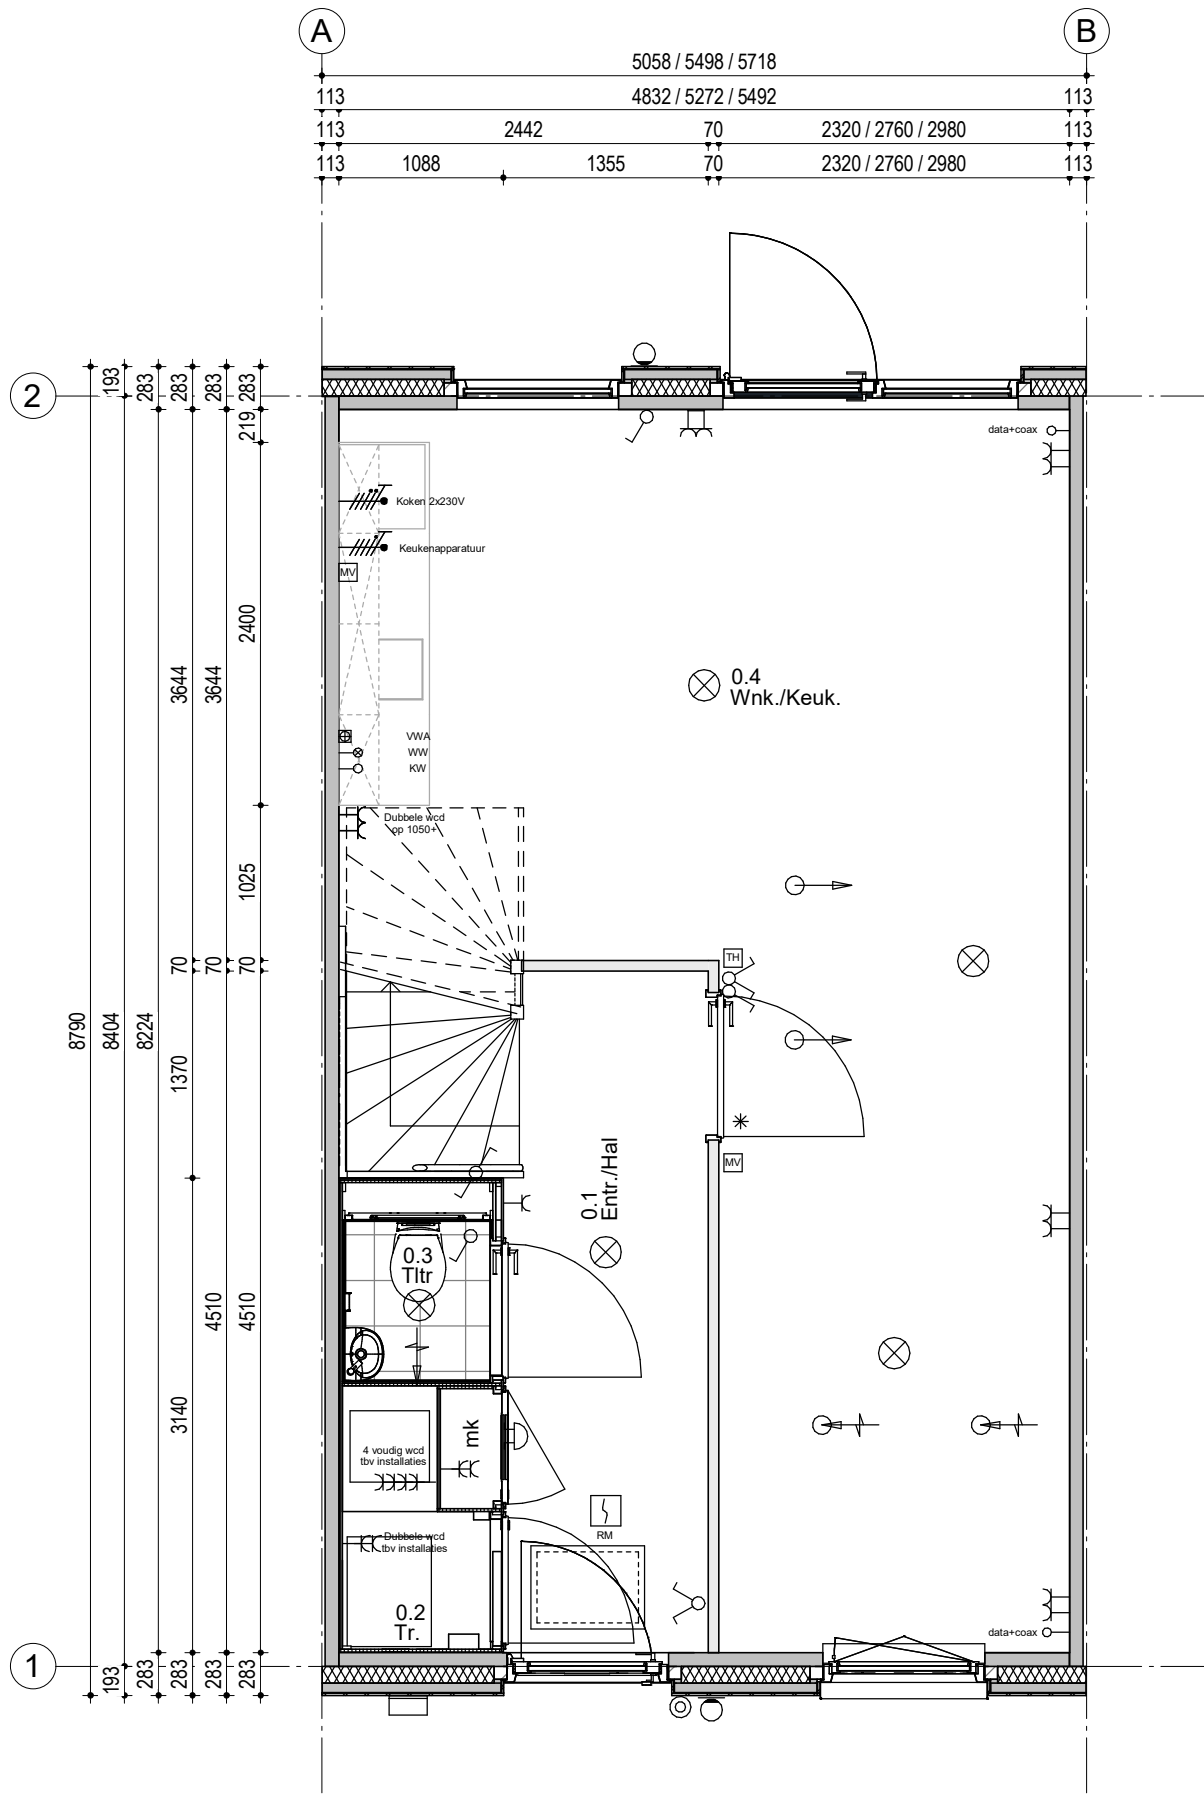 A
B
5058 / 5498 / 5718
113
4832 / 5272 / 5492
113
113
2442
70
2320 / 2760 / 2980
113
113
1088
1355
70
2320 / 2760 / 2980
113
2
193
283
283
283
283
219
data+coax
Koken 2x230V
Keukenapparatuur
MV
2400
3644
3644
0.4
Wnk./Keuk.
VWA
WW
KW
Dubbele wcd
op 1050+
1025
70
70
70
TH
8790
8404
8224
1370
MV
0.1
Entr./Hal
0.3
Tltr
4510
4510
3140
mk
4 voudig wcd
tbv installaties
RM
Dubbele wcd
tbv installaties
0.2
Tr.
data+coax
1
193
283
283
283
283